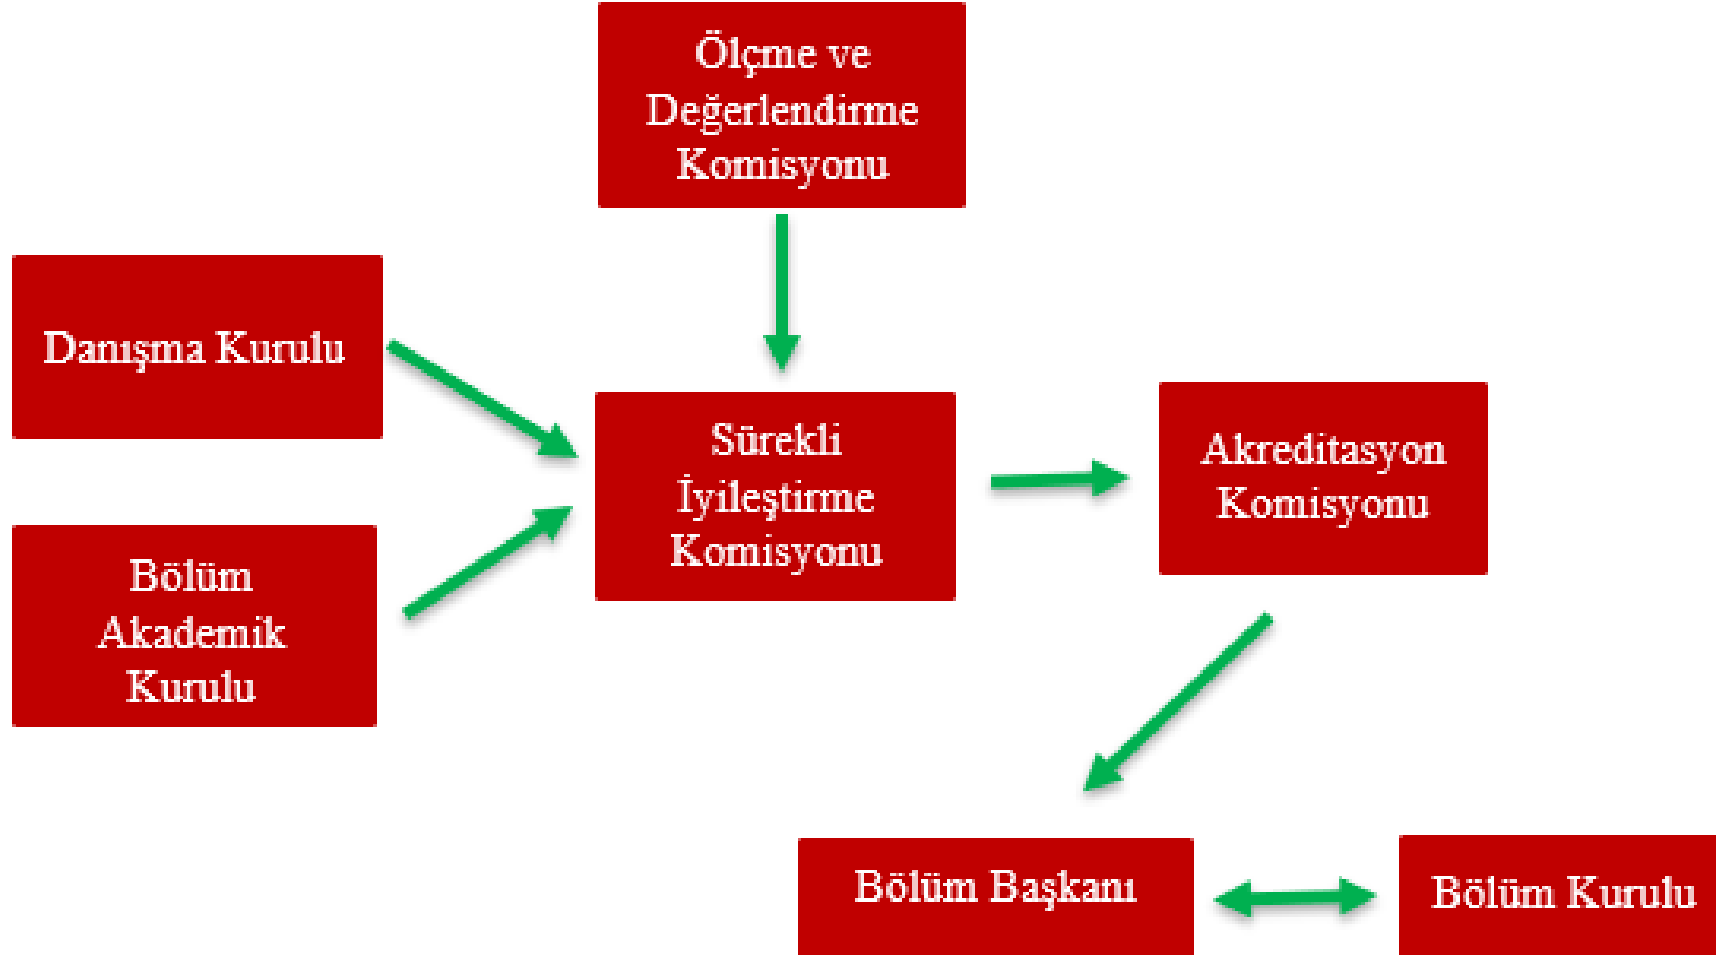 Ölçme ve
Değerlendirme
Komisyonu
Danışma Kurulu
Sürekli
İyileştirme
Komisyonu
Akreditasyon
Komisyonu
Bölüm
Akademik
Kurulu
Bölüm Başkanı
Bölüm Kurulu